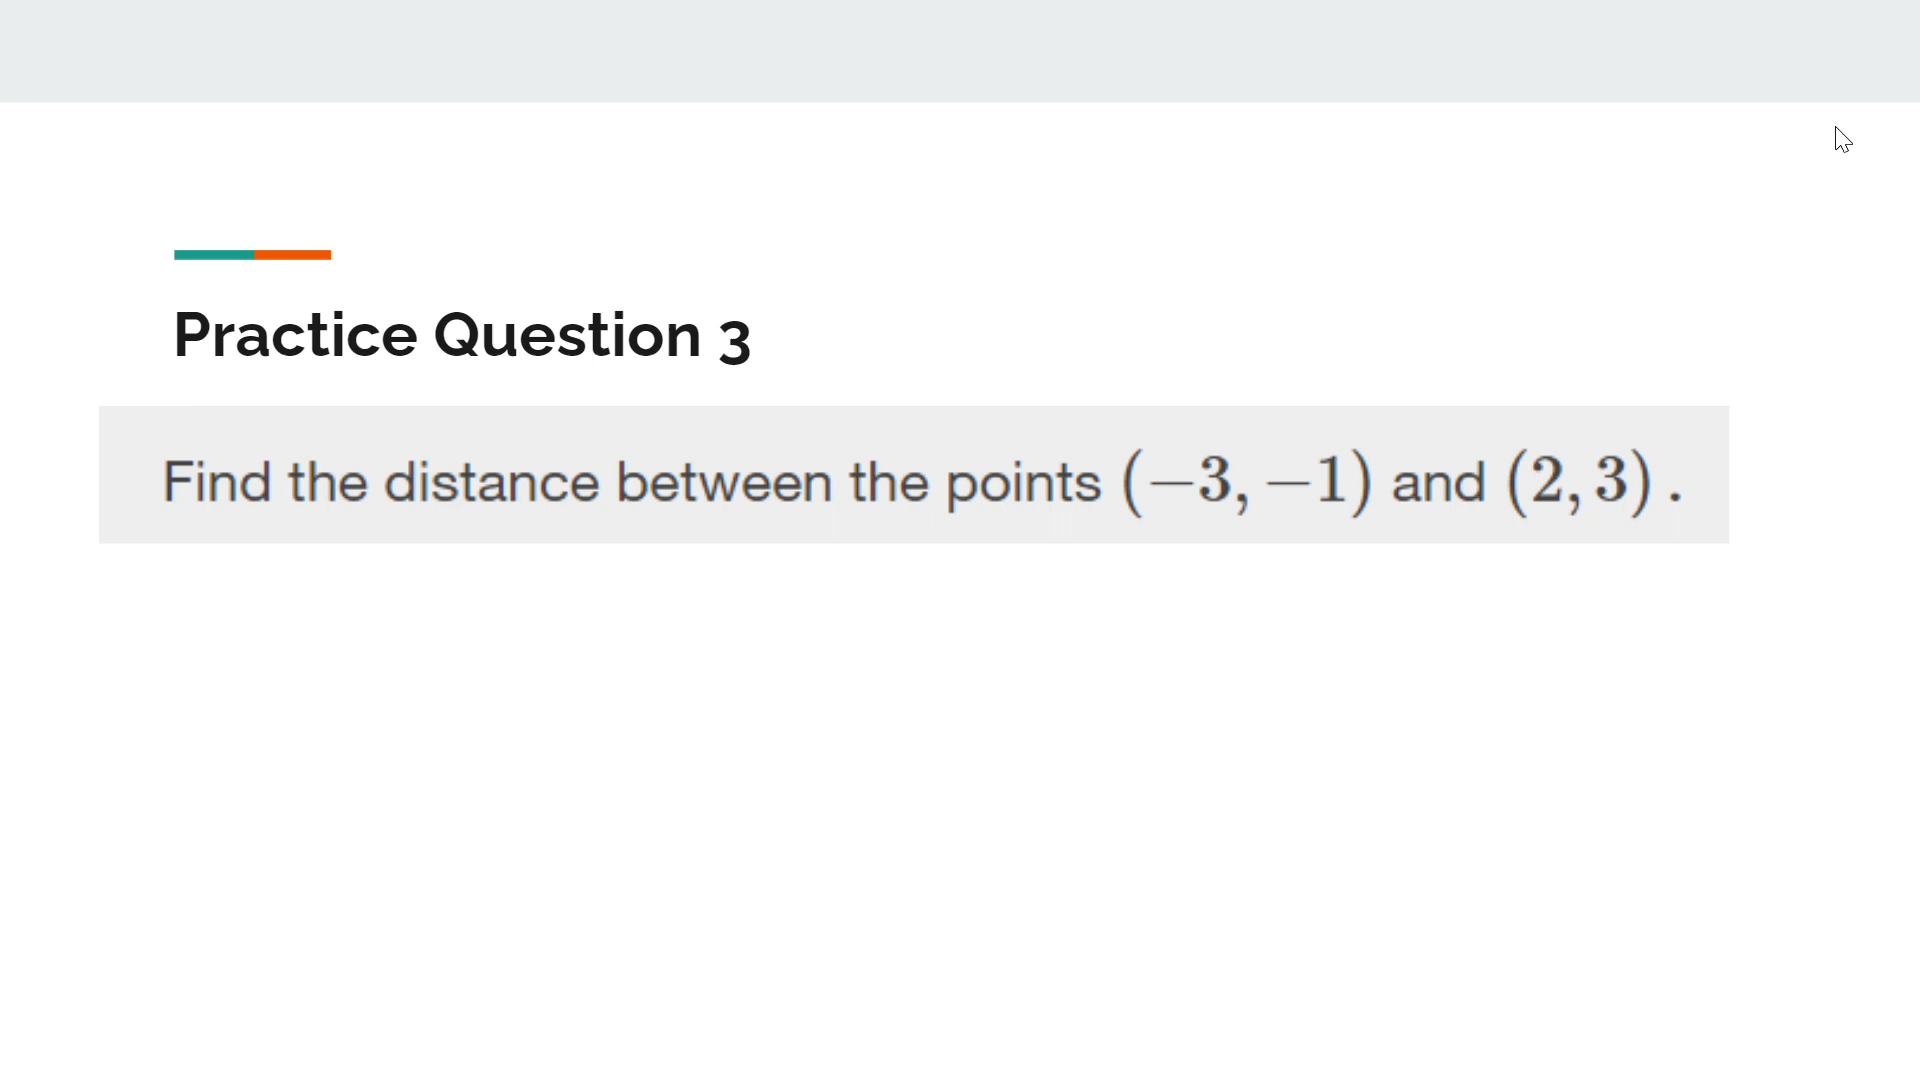 Practice Question 3
Find the distance between the points (−3, −1) and (2, 3) .